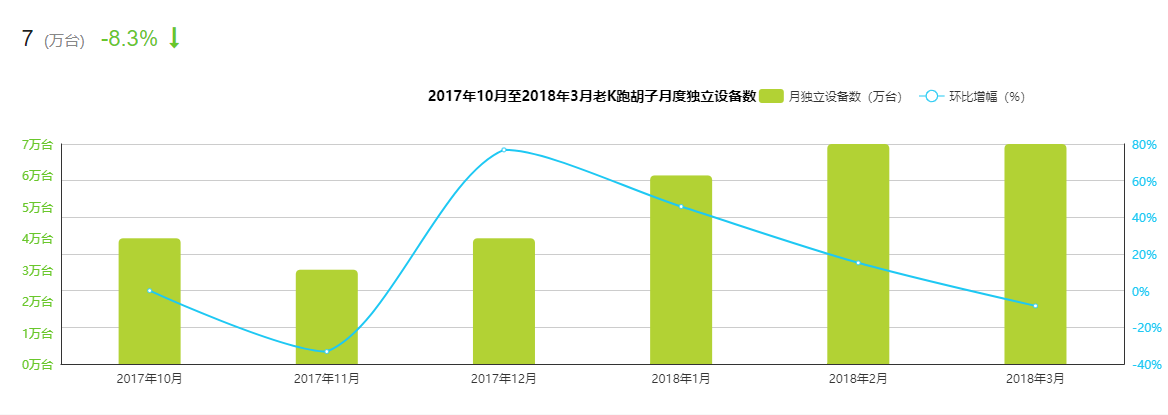 7 (万台) -8.3%
2017年10月至2018年3月老K跑胡子月度独立设备数 月独立设备数（万台） 环比增幅（%）
7万台 80%
6万台 60%
5万台 40%
4万台 20%
3万台 0%
2万台 -20%
1万台 -40%
0万台
2017年10月 2017年11月 2017年12月 2018年1月 2018年2月 2018年3月